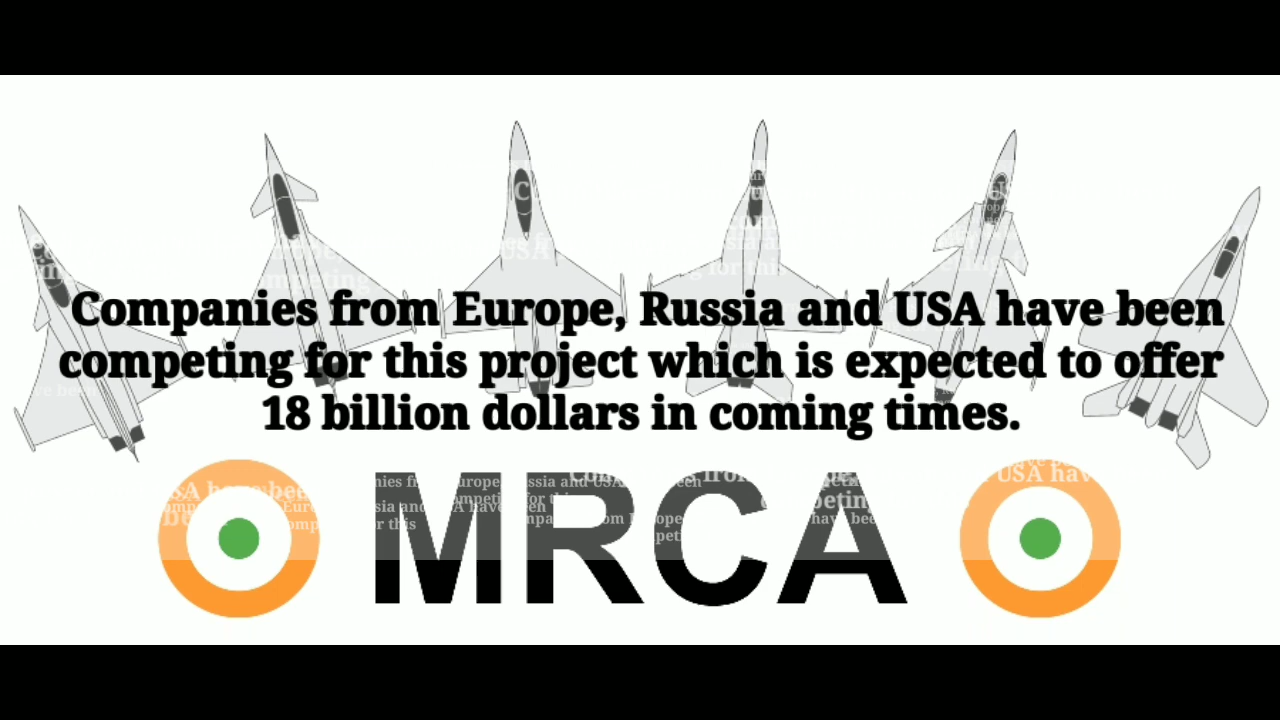 Companies from Europe, Russia and USA have been
competing for this project which is expected to offer
18 billion dollars in coming times.
MRCA